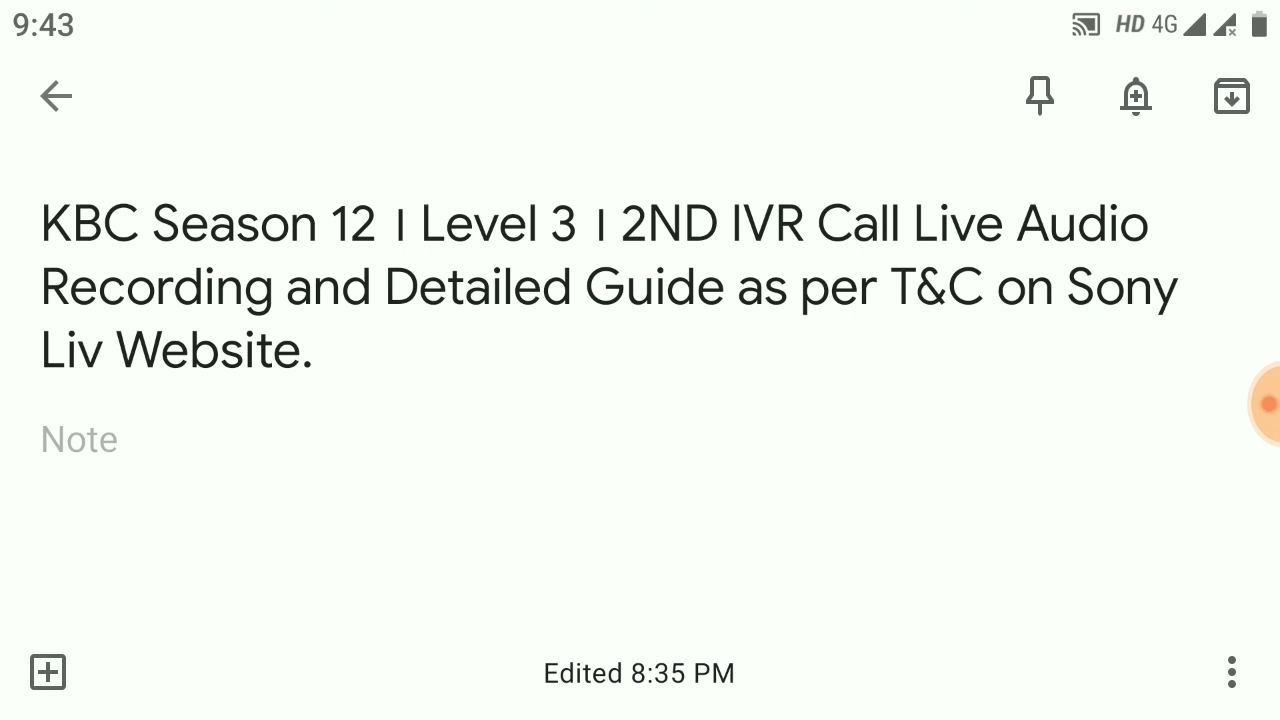 9:43 HD 4G
KBC Season 12 । Level 3 । 2ND IVR Call Live Audio
Recording and Detailed Guide as per T&C on Sony
Liv Website.
Note
Edited 8:35 PM